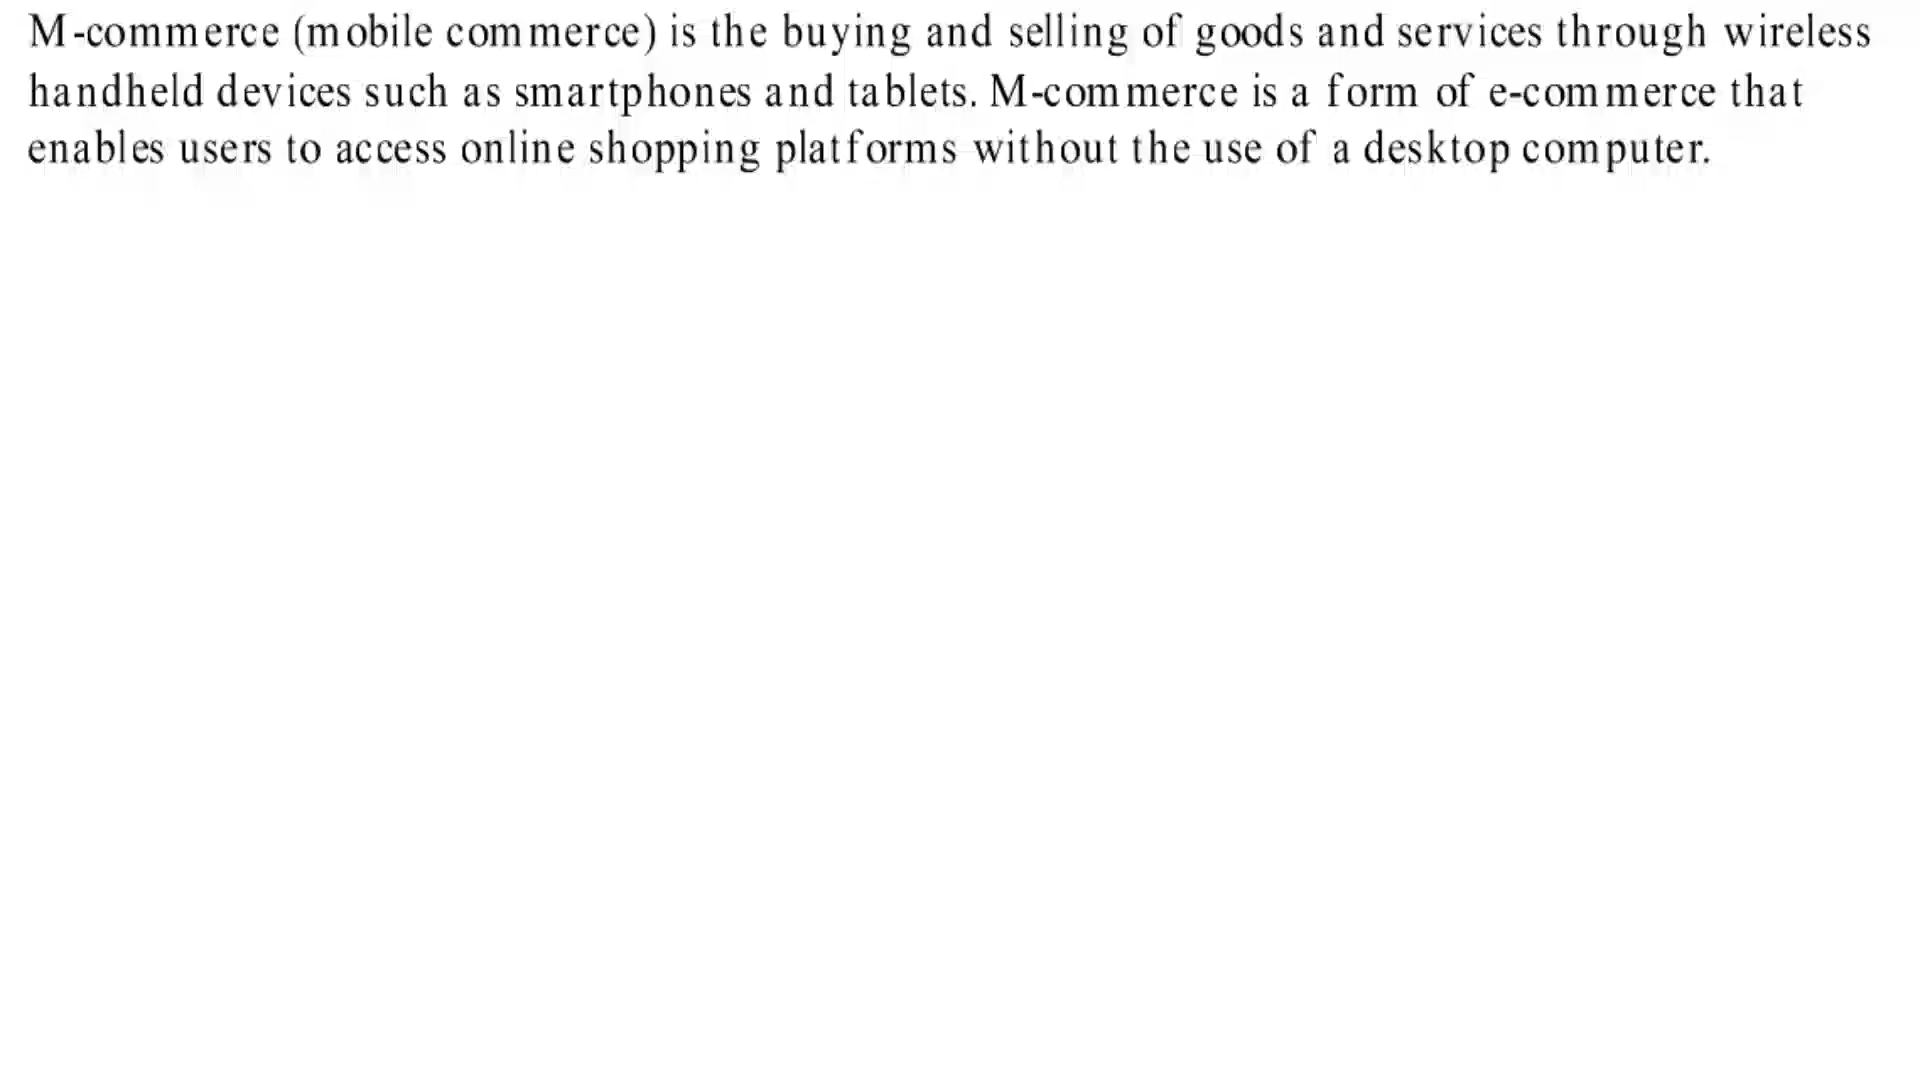 M-commerce (mobile commerce) is the buying and selling of goods and services through wireless
handheld devices such as smartphones and tablets. M-commerce is a form of e-commerce that
enables users to access online shopping platforms without the use of a desktop computer.